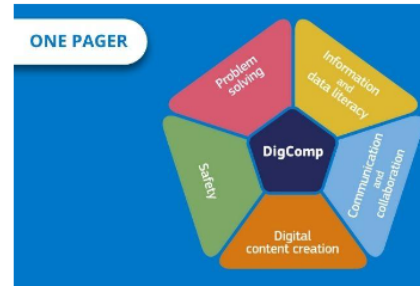 ONE PAGER
Problem
solving
Information
and
data literacy
DigComp
Safety
Communication
and
collaboration
Digital
content creation